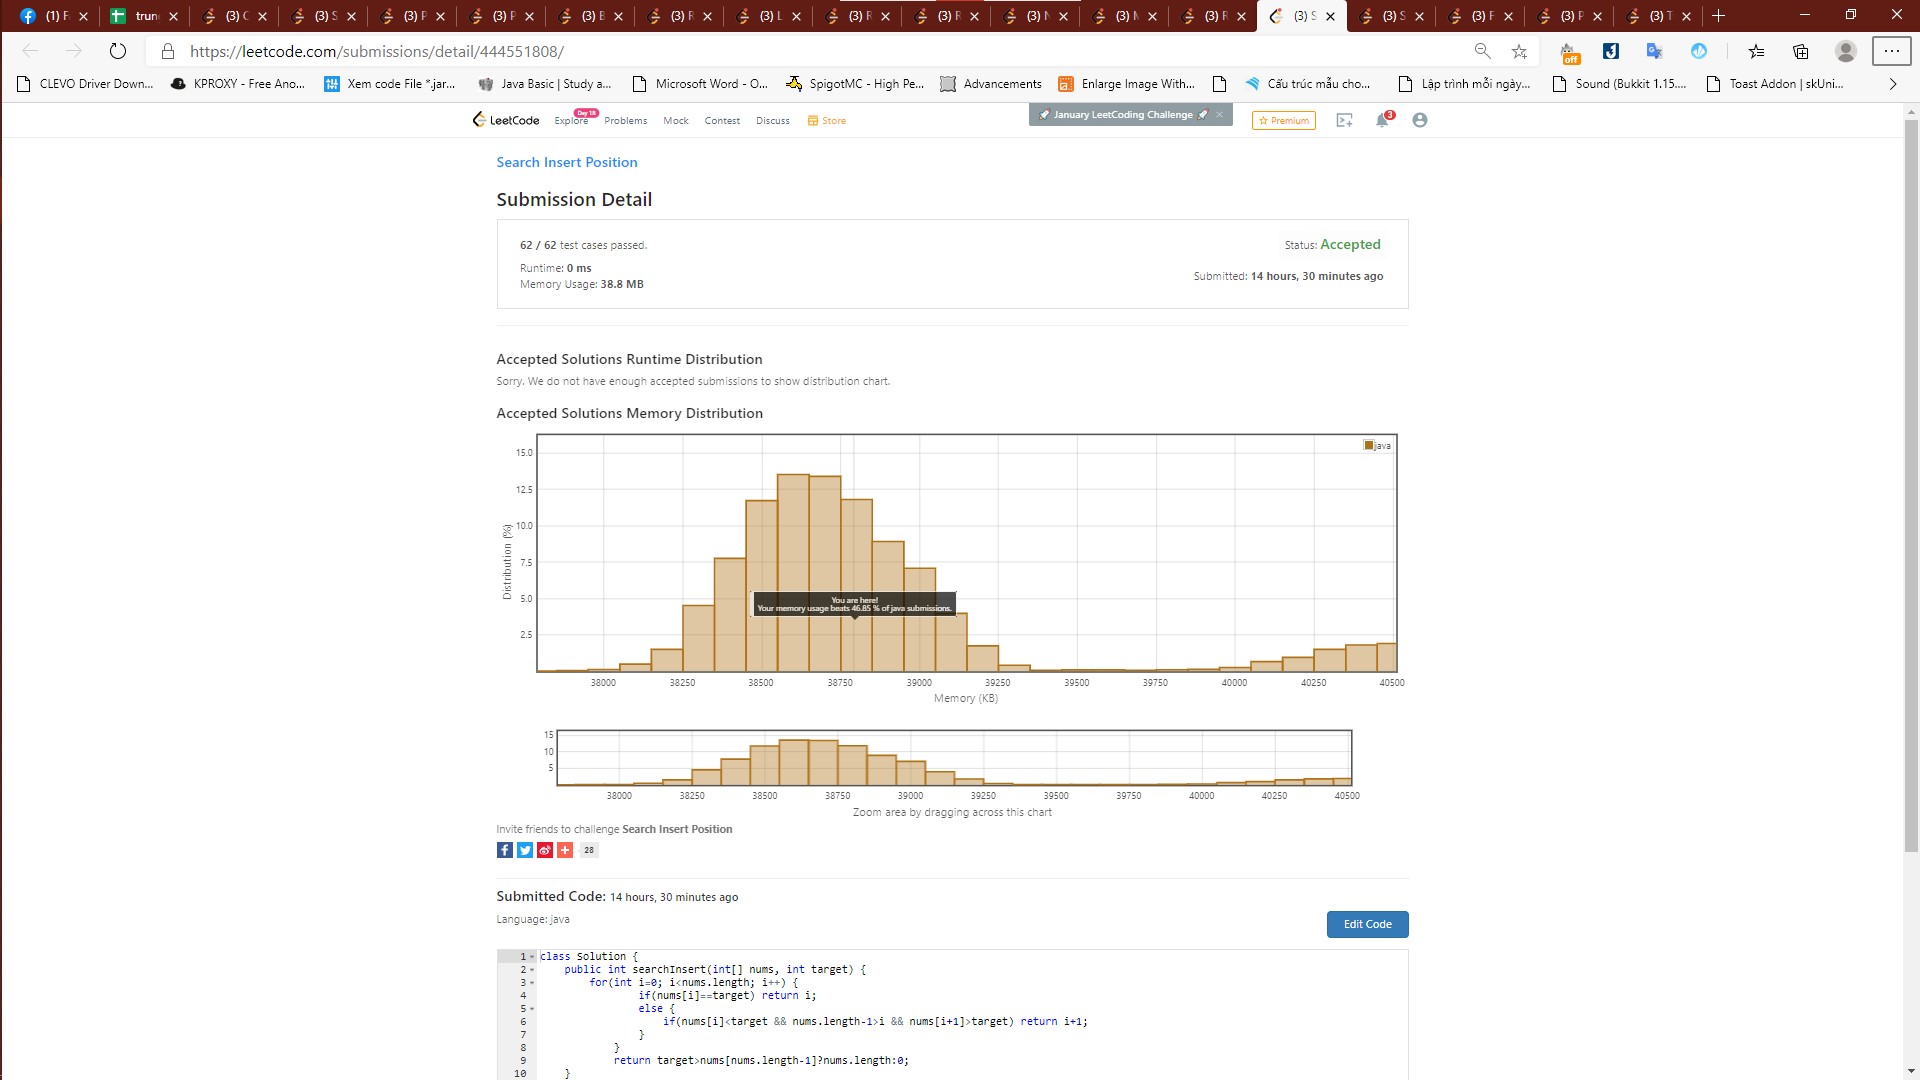 (1) F
trun
(3) C
(3) S
(3) P
(3) P
(3) B
(3) R
(3) L
(3) R
(3) R
(3) N
(3) M
(3) R
(3) S
(3) S
(3) F
(3) P
(3) T
https://leetcode.com/submissions/detail/444551808/
off
CLEVO Driver Down...
KPROXY - Free Ano...
Xem code File *.jar...
Java Basic | Study a...
Microsoft Word - O...
SpigotMC - High Pe...
Advancements
Enlarge Image With...
Cấu trúc mẫu cho...
Lập trình mỗi ngày...
Sound (Bukkit 1.15....
Toast Addon | skUni...
LeetCode
Explore
Day 18
Problems
Mock
Contest
Discuss
Store
January LeetCoding Challenge
Premium
3
Search Insert Position
Submission Detail
62 / 62 test cases passed.
Status: Accepted
Runtime: 0 ms
Submitted: 14 hours, 30 minutes ago
Memory Usage: 38.8 MB
Accepted Solutions Runtime Distribution
Sorry. We do not have enough accepted submissions to show distribution chart.
Accepted Solutions Memory Distribution
java
15.0
12.5
10.0
7.5
5.0
2.5
Distribution (%)
You are here!
Your memory usage beats 46.85 % of java submissions.
38000 38250 38500 38750 39000 39250 39500 39750 40000 40250 40500
Memory (KB)
15
10
5
38000 38250 38500 38750 39000 39250 39500 39750 40000 40250 40500
Zoom area by dragging across this chart
Invite friends to challenge Search Insert Position
28
Submitted Code: 14 hours, 30 minutes ago
Language: java
Edit Code
1 class Solution {
2 public int searchInsert(int[] nums, int target) {
3 for(int i=0; i<nums.length; i++) {
4 if(nums[i]==target) return i;
5 else {
6 if(nums[i]<target && nums.length-1>i && nums[i+1]>target) return i+1;
7 }
8 }
9 return target>nums[nums.length-1]?nums.length:0;
10 }